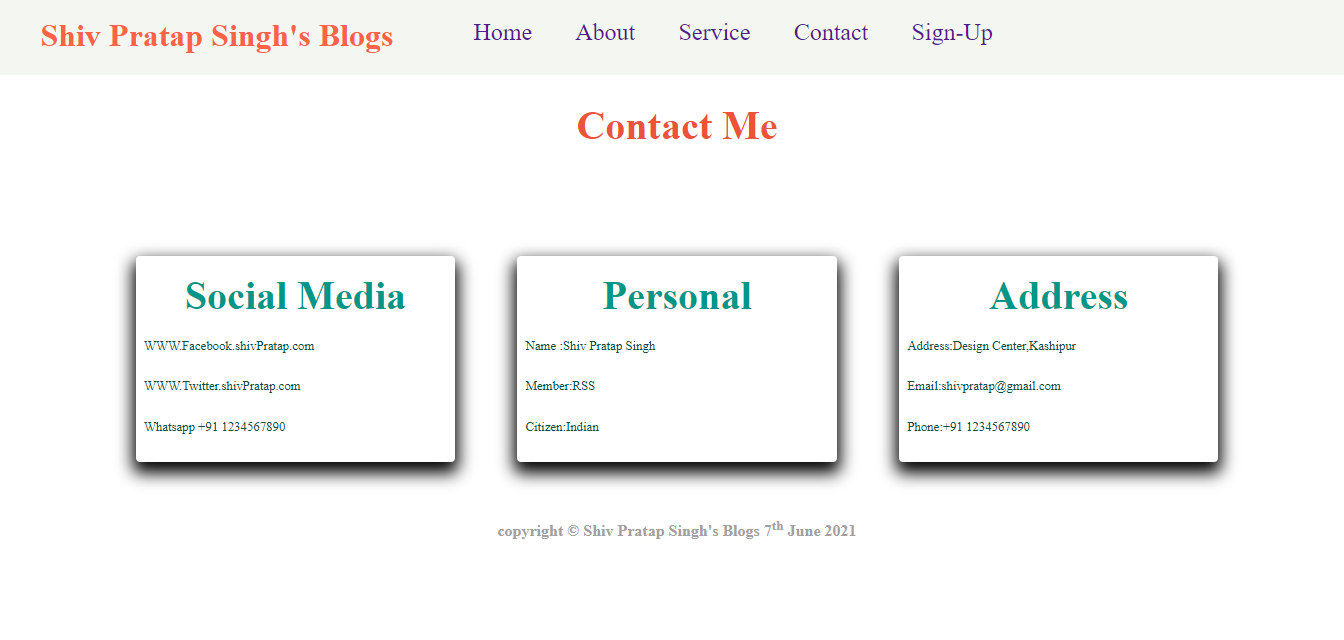 Shiv Pratap Singh's Blogs Home About Service Contact Sign-Up
Contact Me
Social Media
WWW.Facebook.shivPratap.com
WWW.Twitter.shivPratap.com
Whatsapp +91 1234567890
Personal
Name :Shiv Pratap Singh
Member:RSS
Citizen:Indian
Address
Address:Design Center,Kashipur
Email:shivpratap@gmail.com
Phone:+91 1234567890
copyright © Shiv Pratap Singh's Blogs 7th June 2021